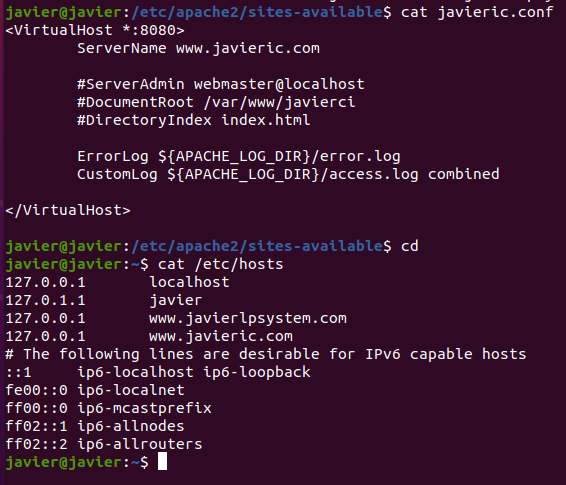 javier@javier:/etc/apache2/sites-available$ cat javieric.conf
<VirtualHost *:8080>
        ServerName www.javieric.com

        #ServerAdmin webmaster@localhost
        #DocumentRoot /var/www/javierci
        #DirectoryIndex index.html

        ErrorLog ${APACHE_LOG_DIR}/error.log
        CustomLog ${APACHE_LOG_DIR}/access.log combined

</VirtualHost>

javier@javier:/etc/apache2/sites-available$ cd
javier@javier:~$ cat /etc/hosts
127.0.0.1       localhost
127.0.1.1       javier
127.0.0.1       www.javierlpsystem.com
127.0.0.1       www.javieric.com
# The following lines are desirable for IPv6 capable hosts
::1     ip6-localhost ip6-loopback
fe00::0 ip6-localnet
ff00::0 ip6-mcastprefix
ff02::1 ip6-allnodes
ff02::2 ip6-allrouters
javier@javier:~$